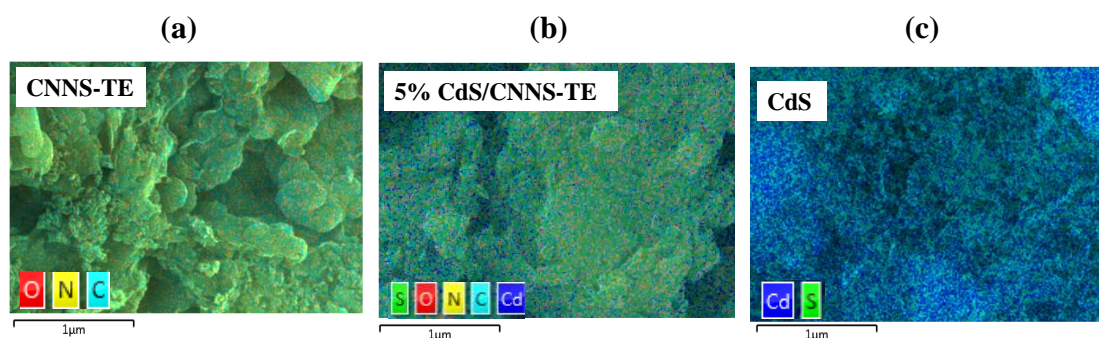 (a) (b) (c)
CNNS-TE
5% CdS/CNNS-TE
CdS
O N C
S O N C Cd
Cd S
1μm
1μm
1μm